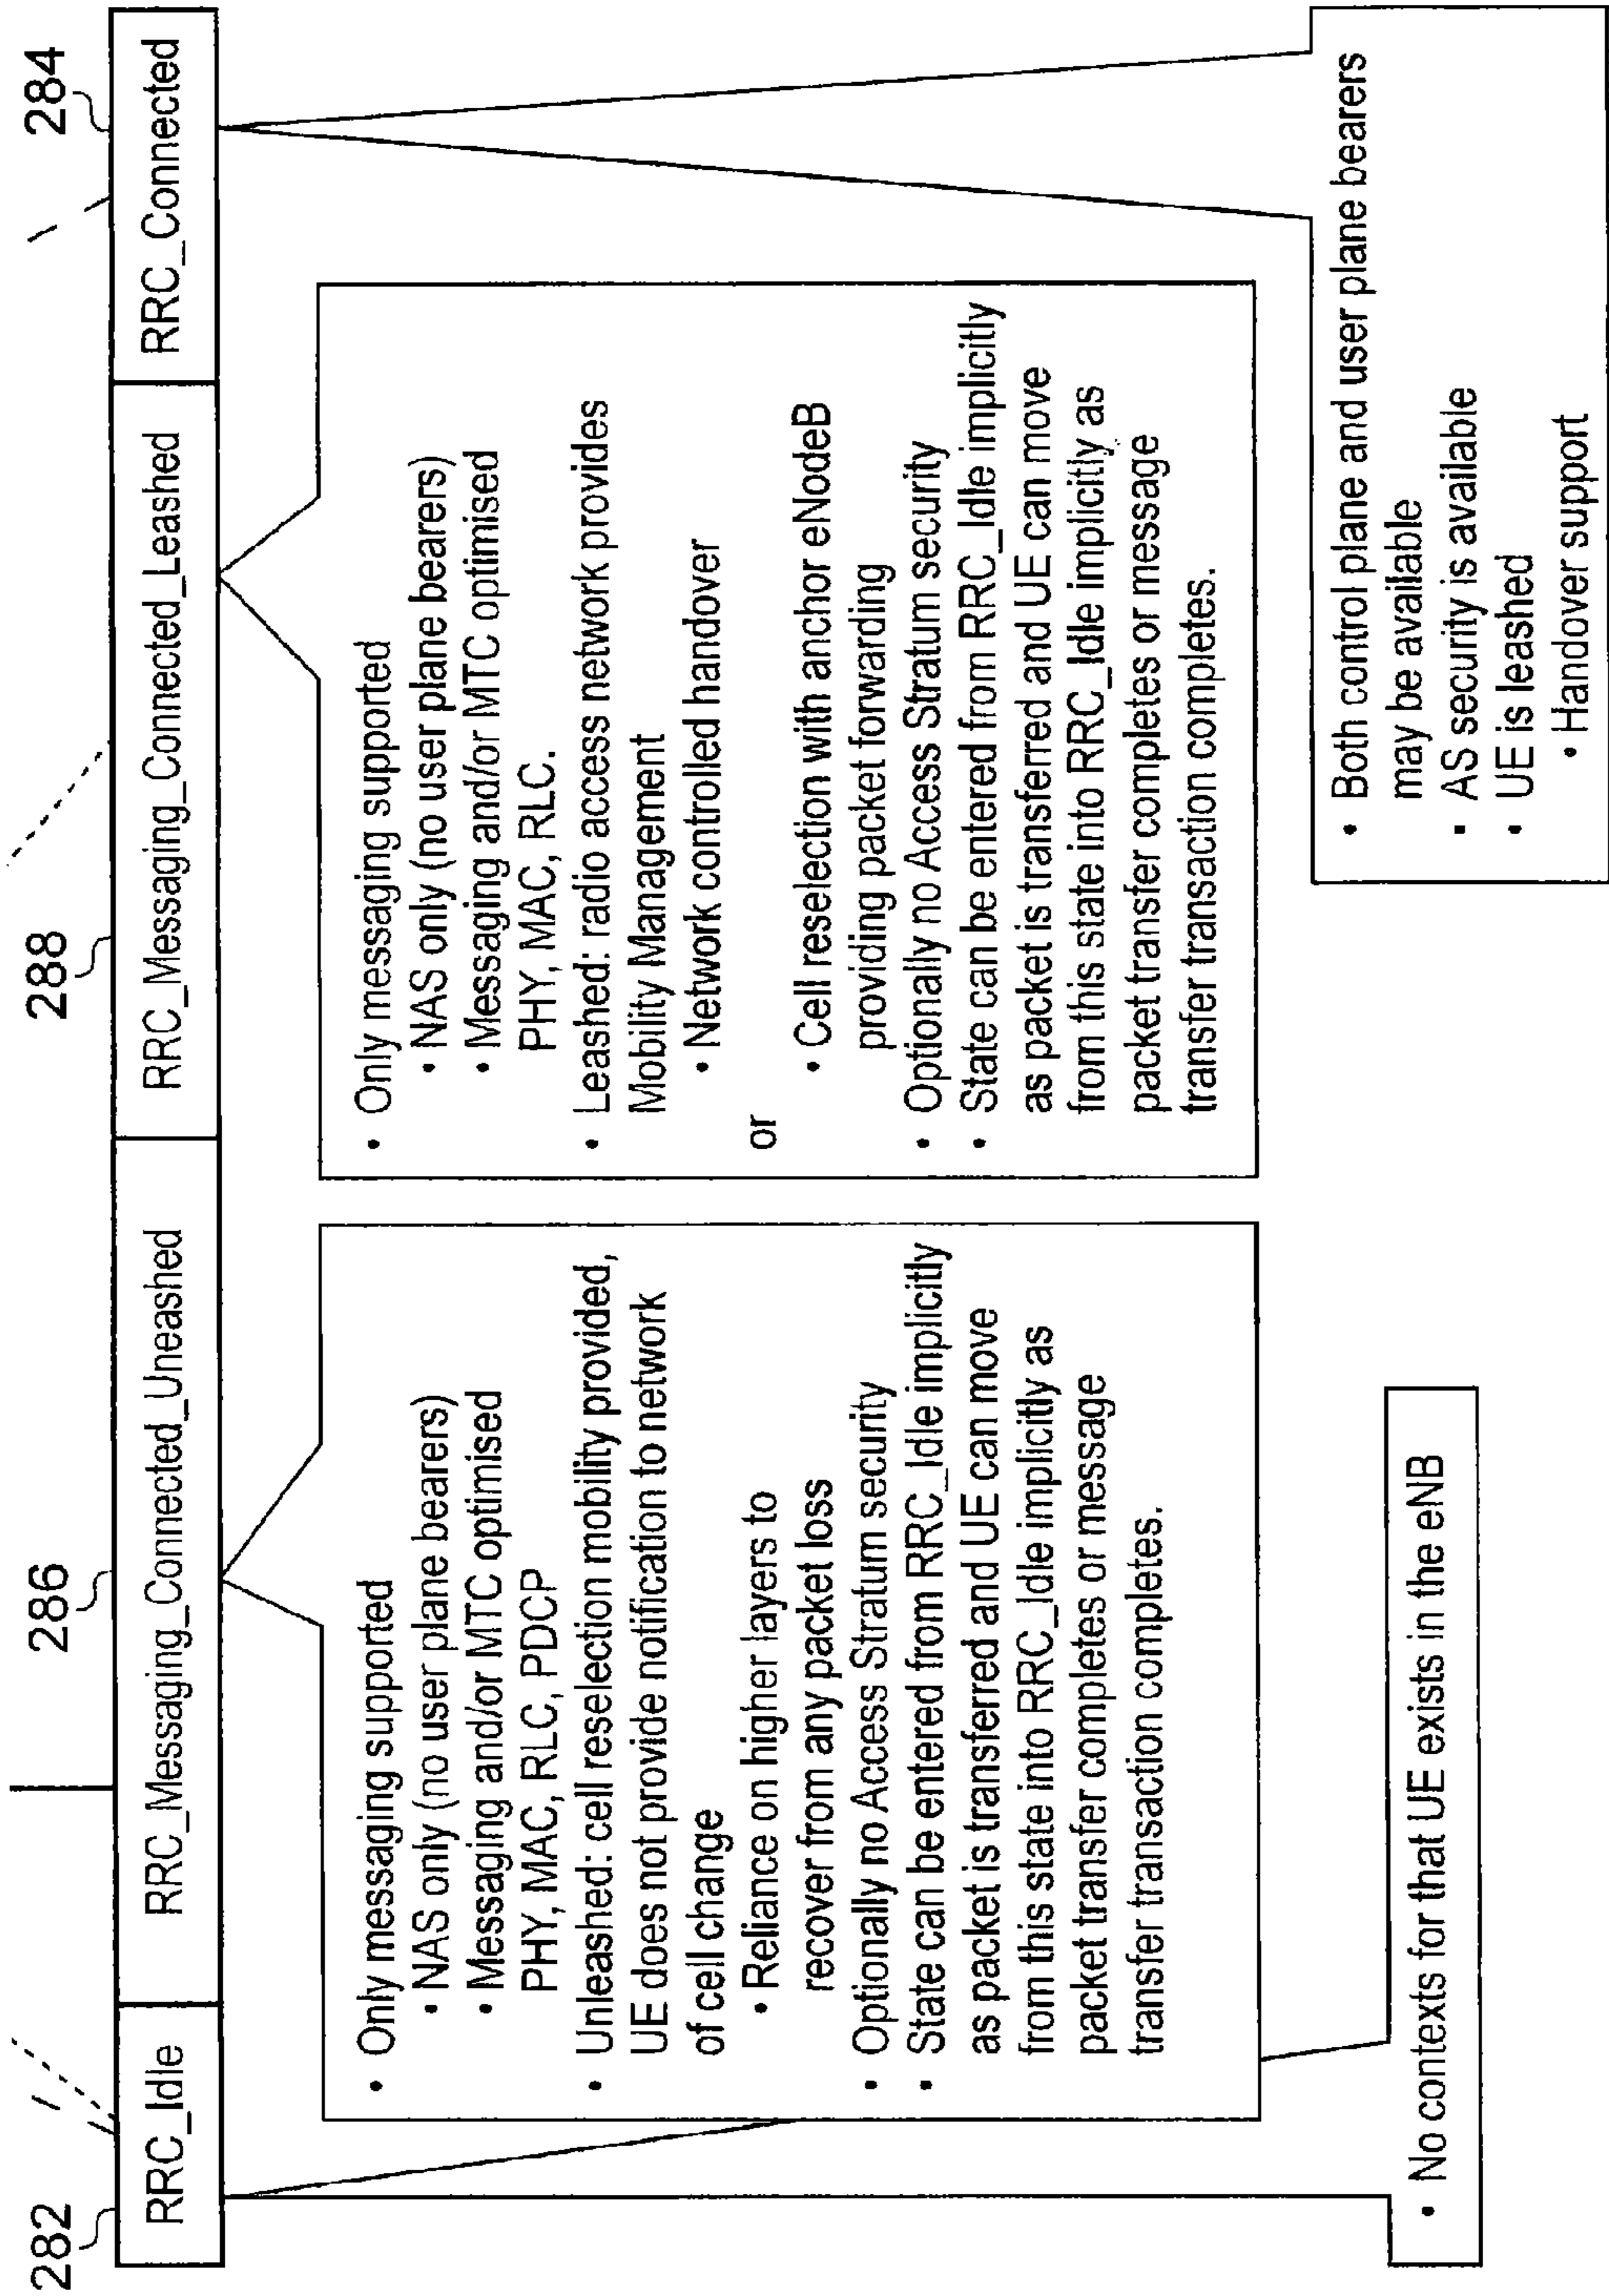 282
286
288
284
RRC_Idle
RRC_Messaging_Connected_Uneashed
RRC_Messaging_Connected_Leashed
RRC_Connected
• Only messaging supported
• NAS only (no user plane bearers)
• Messaging and/or MTC optimised
PHY, MAC, RLC, PDCP
• Unleashed: cell reselection mobility provided,
UE does not provide notification to network
of cell change
• Reliance on higher layers to
recover from any packet loss
• Optionally no Access Stratum security
• State can be entered from RRC_Idle implicitly
as packet is transferred and UE can move
from this state into RRC_Idle implicitly as
packet transfer completes or message
transfer transaction completes.
• Only messaging supported
• NAS only (no user plane bearers)
• Messaging and/or MTC optimised
PHY, MAC, RLC.
• Leashed: radio access network provides
Mobility Management
• Network controlled handover
or
• Cell reselection with anchor eNodeB
providing packet forwarding
• Optionally no Access Stratum security
• State can be entered from RRC_Idle implicitly
as packet is transferred and UE can move
from this state into RRC_Idle implicitly as
packet transfer completes or message
transfer transaction completes.
• No contexts for that UE exists in the eNB
• Both control plane and user plane bearers
may be available
• AS security is available
• UE is leashed
• Handover support